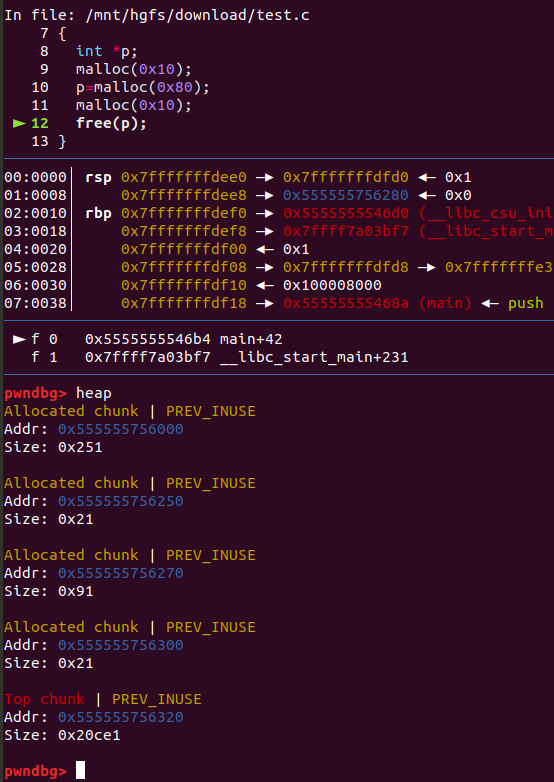 In file: /mnt/hgfs/download/test.c
7 {
8 int *p;
9 malloc(0x10);
10 p=malloc(0x80);
11 malloc(0x10);
► 12 free(p);
13 }
00:0000│ rsp 0x7fffffffdee0 —► 0x7fffffffdfd0 ◄— 0x1
01:0008│ 0x7fffffffdee8 —► 0x555555756280 ◄— 0x0
02:0010│ rbp 0x7fffffffdef0 —► 0x5555555546d0 (__libc_csu_ini
03:0018│ 0x7fffffffdef8 —► 0x7ffff7a03bf7 (__libc_start_m
04:0020│ 0x7fffffffdf00 ◄— 0x1
05:0028│ 0x7fffffffdf08 —► 0x7fffffffdfd8 —► 0x7fffffffe3
06:0030│ 0x7fffffffdf10 ◄— 0x100008000
07:0038│ 0x7fffffffdf18 —► 0x55555555468a (main) ◄— push
► f 0 0x5555555546b4 main+42
f 1 0x7ffff7a03bf7 __libc_start_main+231
pwndbg> heap
Allocated chunk | PREV_INUSE
Addr: 0x555555756000
Size: 0x251
Allocated chunk | PREV_INUSE
Addr: 0x555555756250
Size: 0x21
Allocated chunk | PREV_INUSE
Addr: 0x555555756270
Size: 0x91
Allocated chunk | PREV_INUSE
Addr: 0x555555756300
Size: 0x21
Top chunk | PREV_INUSE
Addr: 0x555555756320
Size: 0x20ce1
pwndbg>